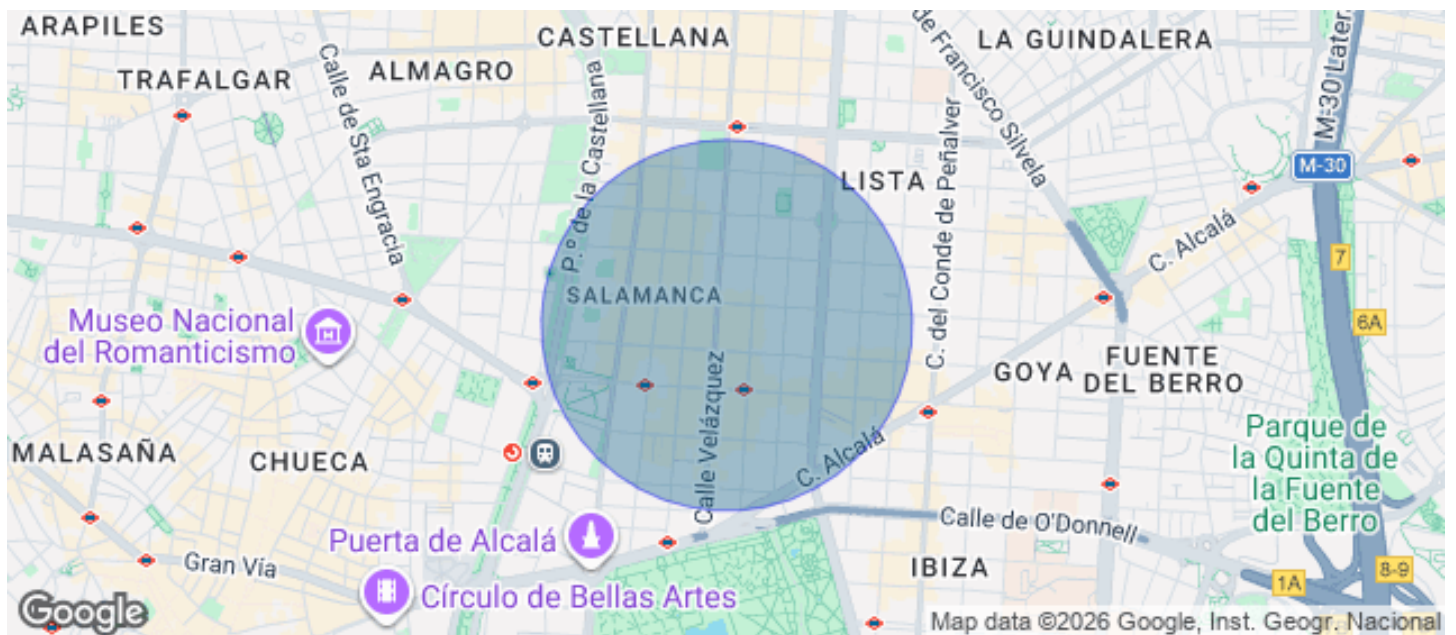 ARAPILES
CASTELLANA
LA GUINDALERA
TRAFALGAR
ALMAGRO
Calle de Sta Engracia
P.º de la Castellana
de Francisco Silvela
M-30 Later
M-30
LISTA
C. del Conde de Peñalver
C. Alcalá
7
SALAMANCA
Museo Nacional
del Romanticismo
6A
Calle Velázquez
GOYA
FUENTE
DEL BERRO
MALASAÑA
CHUECA
C. Alcalá
Parque de
la Quinta de
la Fuente
del Berro
Puerta de Alcalá
Calle de O'Donnell
Gran Vía
IBIZA
1A
8-9
Círculo de Bellas Artes
Google
Map data ©2026 Google, Inst. Geogr. Nacional